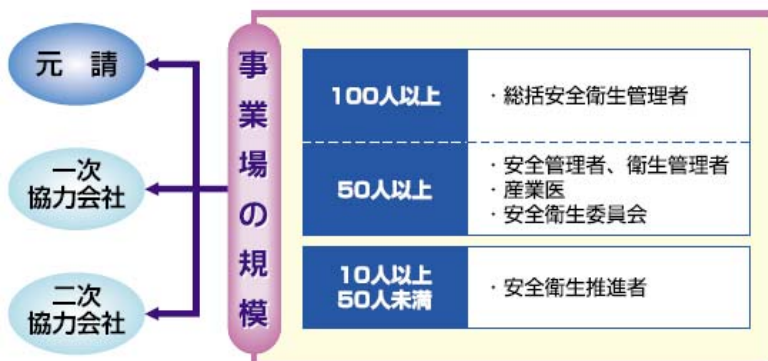 元 請
一次
協力会社
二次
協力会社
事業場の規模
100人以上
・総括安全衛生管理者
50人以上
・安全管理者、衛生管理者
・産業医
・安全衛生委員会
10人以上
50人未満
・安全衛生推進者